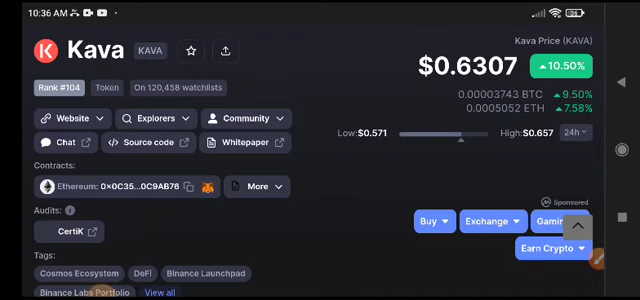 10:36 AM
Kava KAVA
Rank #104 Token On 120,458 watchlists
Website Explorers Community
Chat Source code Whitepaper
Contracts:
Ethereum: 0x0C35...0C9AB76 More
Audits:
CertiK
Tags:
Cosmos Ecosystem DeFi Binance Launchpad
Binance Labs Portfolio View all
Kava Price (KAVA)
$0.6307 10.50%
0.00003743 BTC 9.50%
0.0005052 ETH 7.58%
Low: $0.571 High: $0.657 24h
Sponsored
Buy Exchange
Earn Crypto